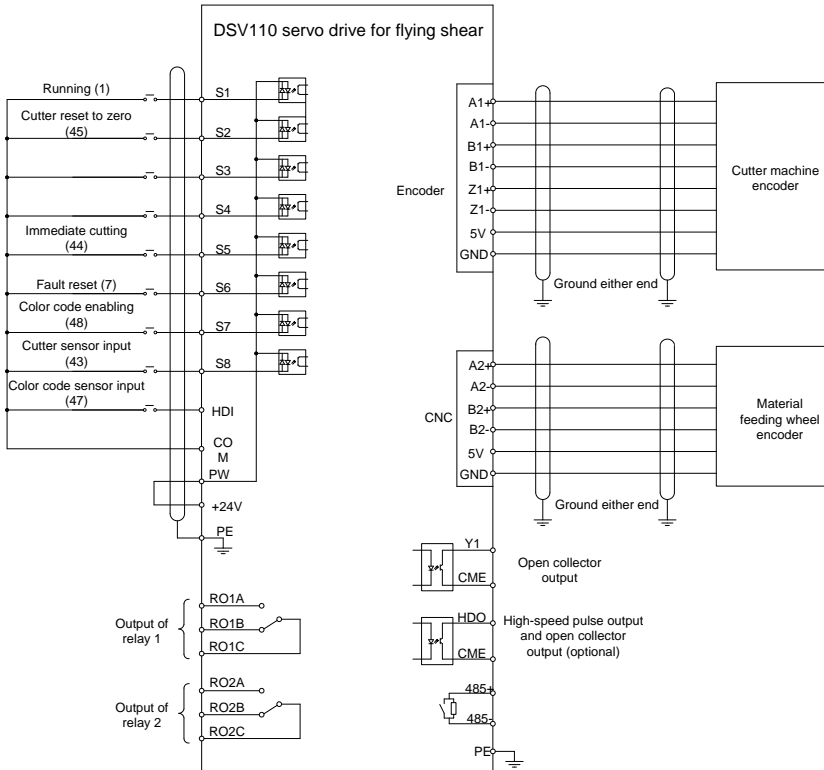 DSV110 servo drive for flying shear
Running (1)
S1
Cutter reset to zero
(45)
S2
S3
S4
Immediate cutting
(44)
S5
Fault reset (7)
S6
Color code enabling
(48)
S7
Cutter sensor input
(43)
S8
Color code sensor input
(47)
HDI
CO
M
PW
+24V
PE
Output of
relay 1
RO1A
RO1B
RO1C
Output of
relay 2
RO2A
RO2B
RO2C
Encoder
A1+
A1-
B1+
B1-
Z1+
Z1-
5V
GND
Ground either end
Cutter machine
encoder
CNC
A2+
A2-
B2+
B2-
5V
GND
Ground either end
Material
feeding wheel
encoder
Y1
CME
Open collector
output
HDO
CME
High-speed pulse output
and open collector
output (optional)
485+
485-
PE